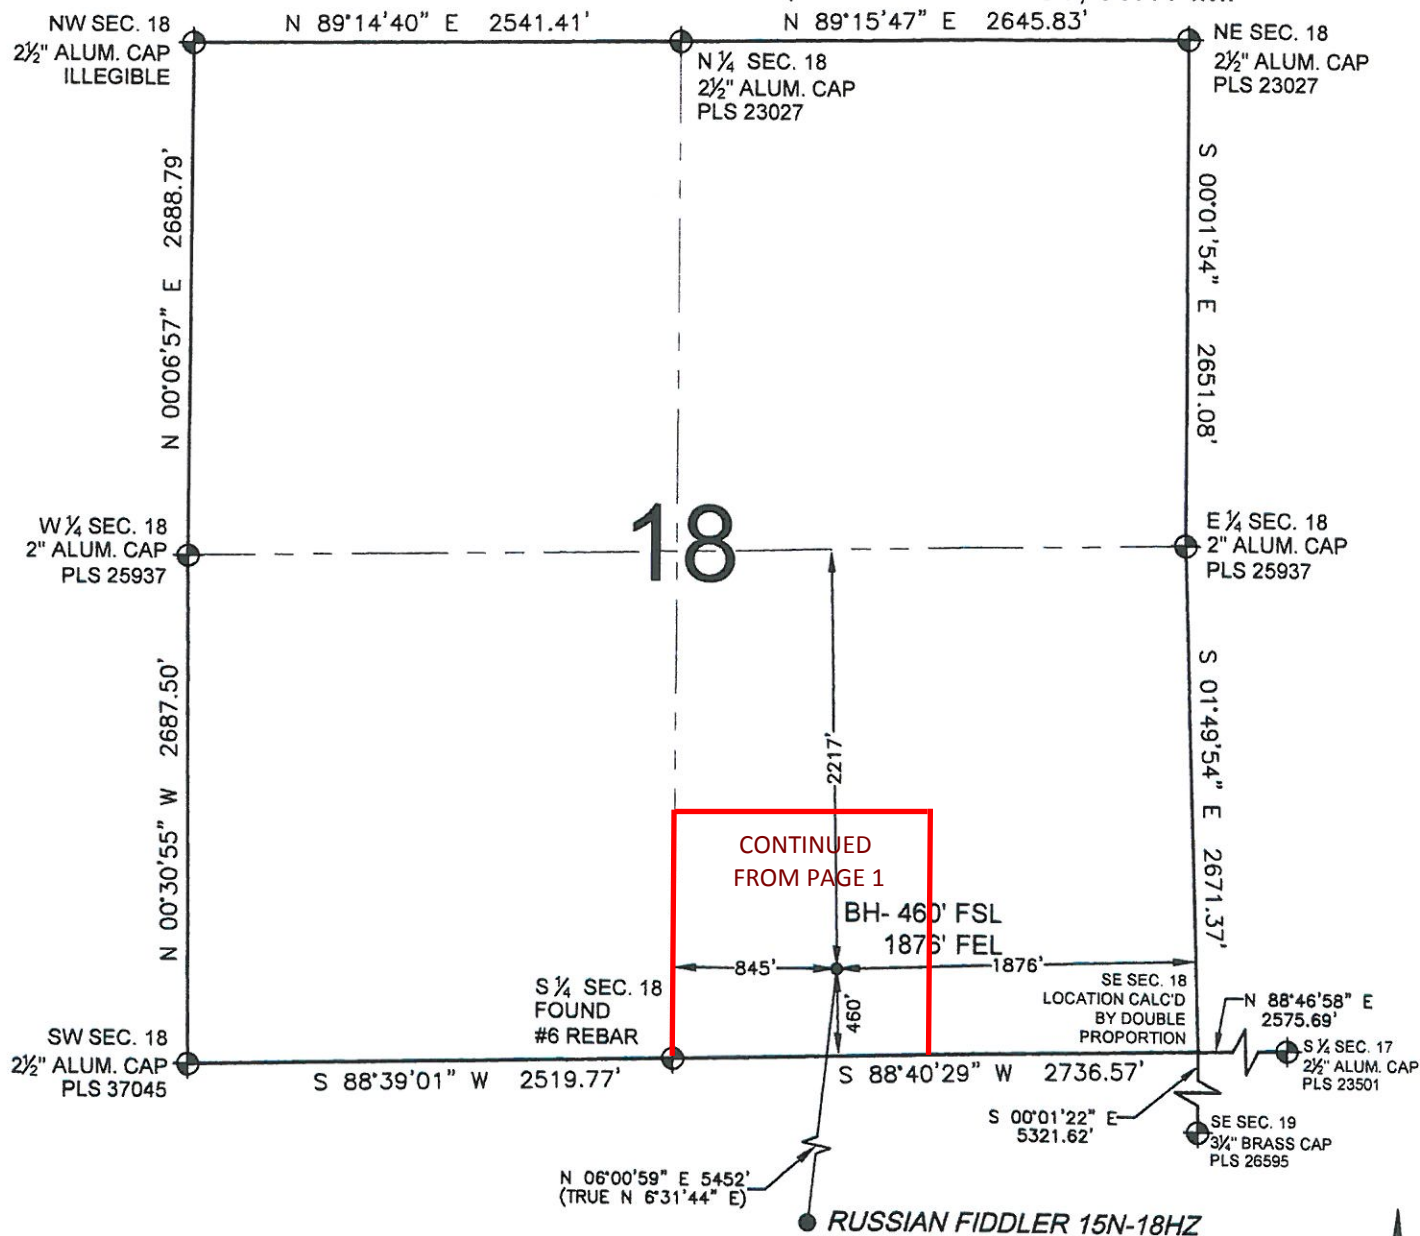 N 89°14'40" E 2541.41'
N 89°15'47" E 2645.83'
NW SEC. 18
2½" ALUM. CAP
ILLEGIBLE
N ¼ SEC. 18
2½" ALUM. CAP
PLS 23027
NE SEC. 18
2½" ALUM. CAP
PLS 23027
N 00°06'57" E 2688.79'
S 00°01'54" E 2651.08'
18
W ¼ SEC. 18
2" ALUM. CAP
PLS 25937
E ¼ SEC. 18
2" ALUM. CAP
PLS 25937
N 00°30'55" W 2687.50'
2217'
S 01°49'54" E 2671.37'
CONTINUED
FROM PAGE 1
BH- 460' FSL
1876' FEL
845'
1876'
460'
S ¼ SEC. 18
FOUND
#6 REBAR
SE SEC. 18
LOCATION CALC'D
BY DOUBLE
PROPORTION
N 88°46'58" E
2575.69'
SW SEC. 18
2½" ALUM. CAP
PLS 37045
S ¼ SEC. 17
2½" ALUM. CAP
PLS 23501
S 88°39'01" W 2519.77'
S 88°40'29" W 2736.57'
S 00°01'22" E
5321.62'
SE SEC. 19
3¼" BRASS CAP
PLS 26595
N 06°00'59" E 5452'
(TRUE N 6°31'44" E)
RUSSIAN FIDDLER 15N-18HZ